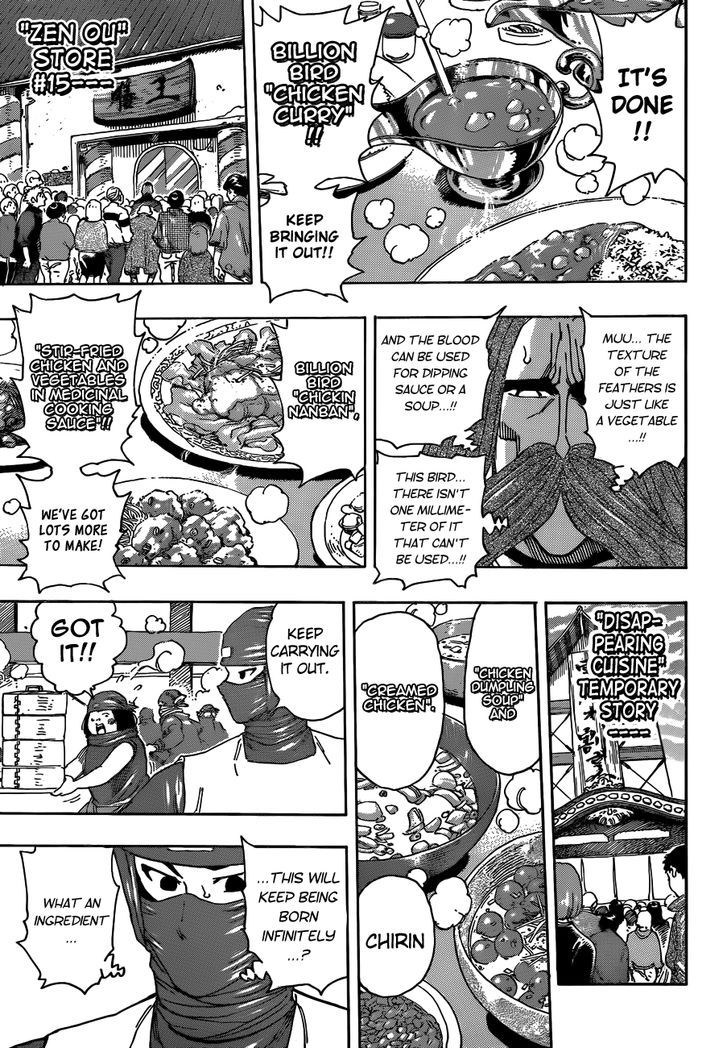 IT'S
DONE
!!
BILLION
BIRD
"CHICKEN
CURRY"
!!
KEEP
BRINGING
IT OUT!!
"ZEN OU"
STORE
#15----
MUU... THE
TEXTURE
OF THE
FEATHERS IS
JUST LIKE
A VEGETABLE
...!!
AND THE BLOOD
CAN BE USED
FOR DIPPING
SAUCE OR A
SOUP...!!
THIS BIRD...
THERE ISN'T
ONE MILLIME-
TER OF IT
THAT CAN'T
BE USED...!!
BILLION
BIRD
"CHICKIN
NANBAN",
"STIR-FRIED
CHICKEN AND
VEGETABLES
IN MEDICINAL
COOKING
SAUCE"!!
WE'VE GOT
LOTS MORE
TO MAKE!
"DISAP-
PEARING
CUISINE"
TEMPORARY
STORY
----
"CHICKEN
DUMPLING
SOUP" AND
"CREAMED
CHICKEN".
CHIRIN
KEEP
CARRYING
IT OUT.
GOT
IT!!
...THIS WILL
KEEP BEING
BORN
INFINITELY
...?
WHAT AN
INGREDIENT
...